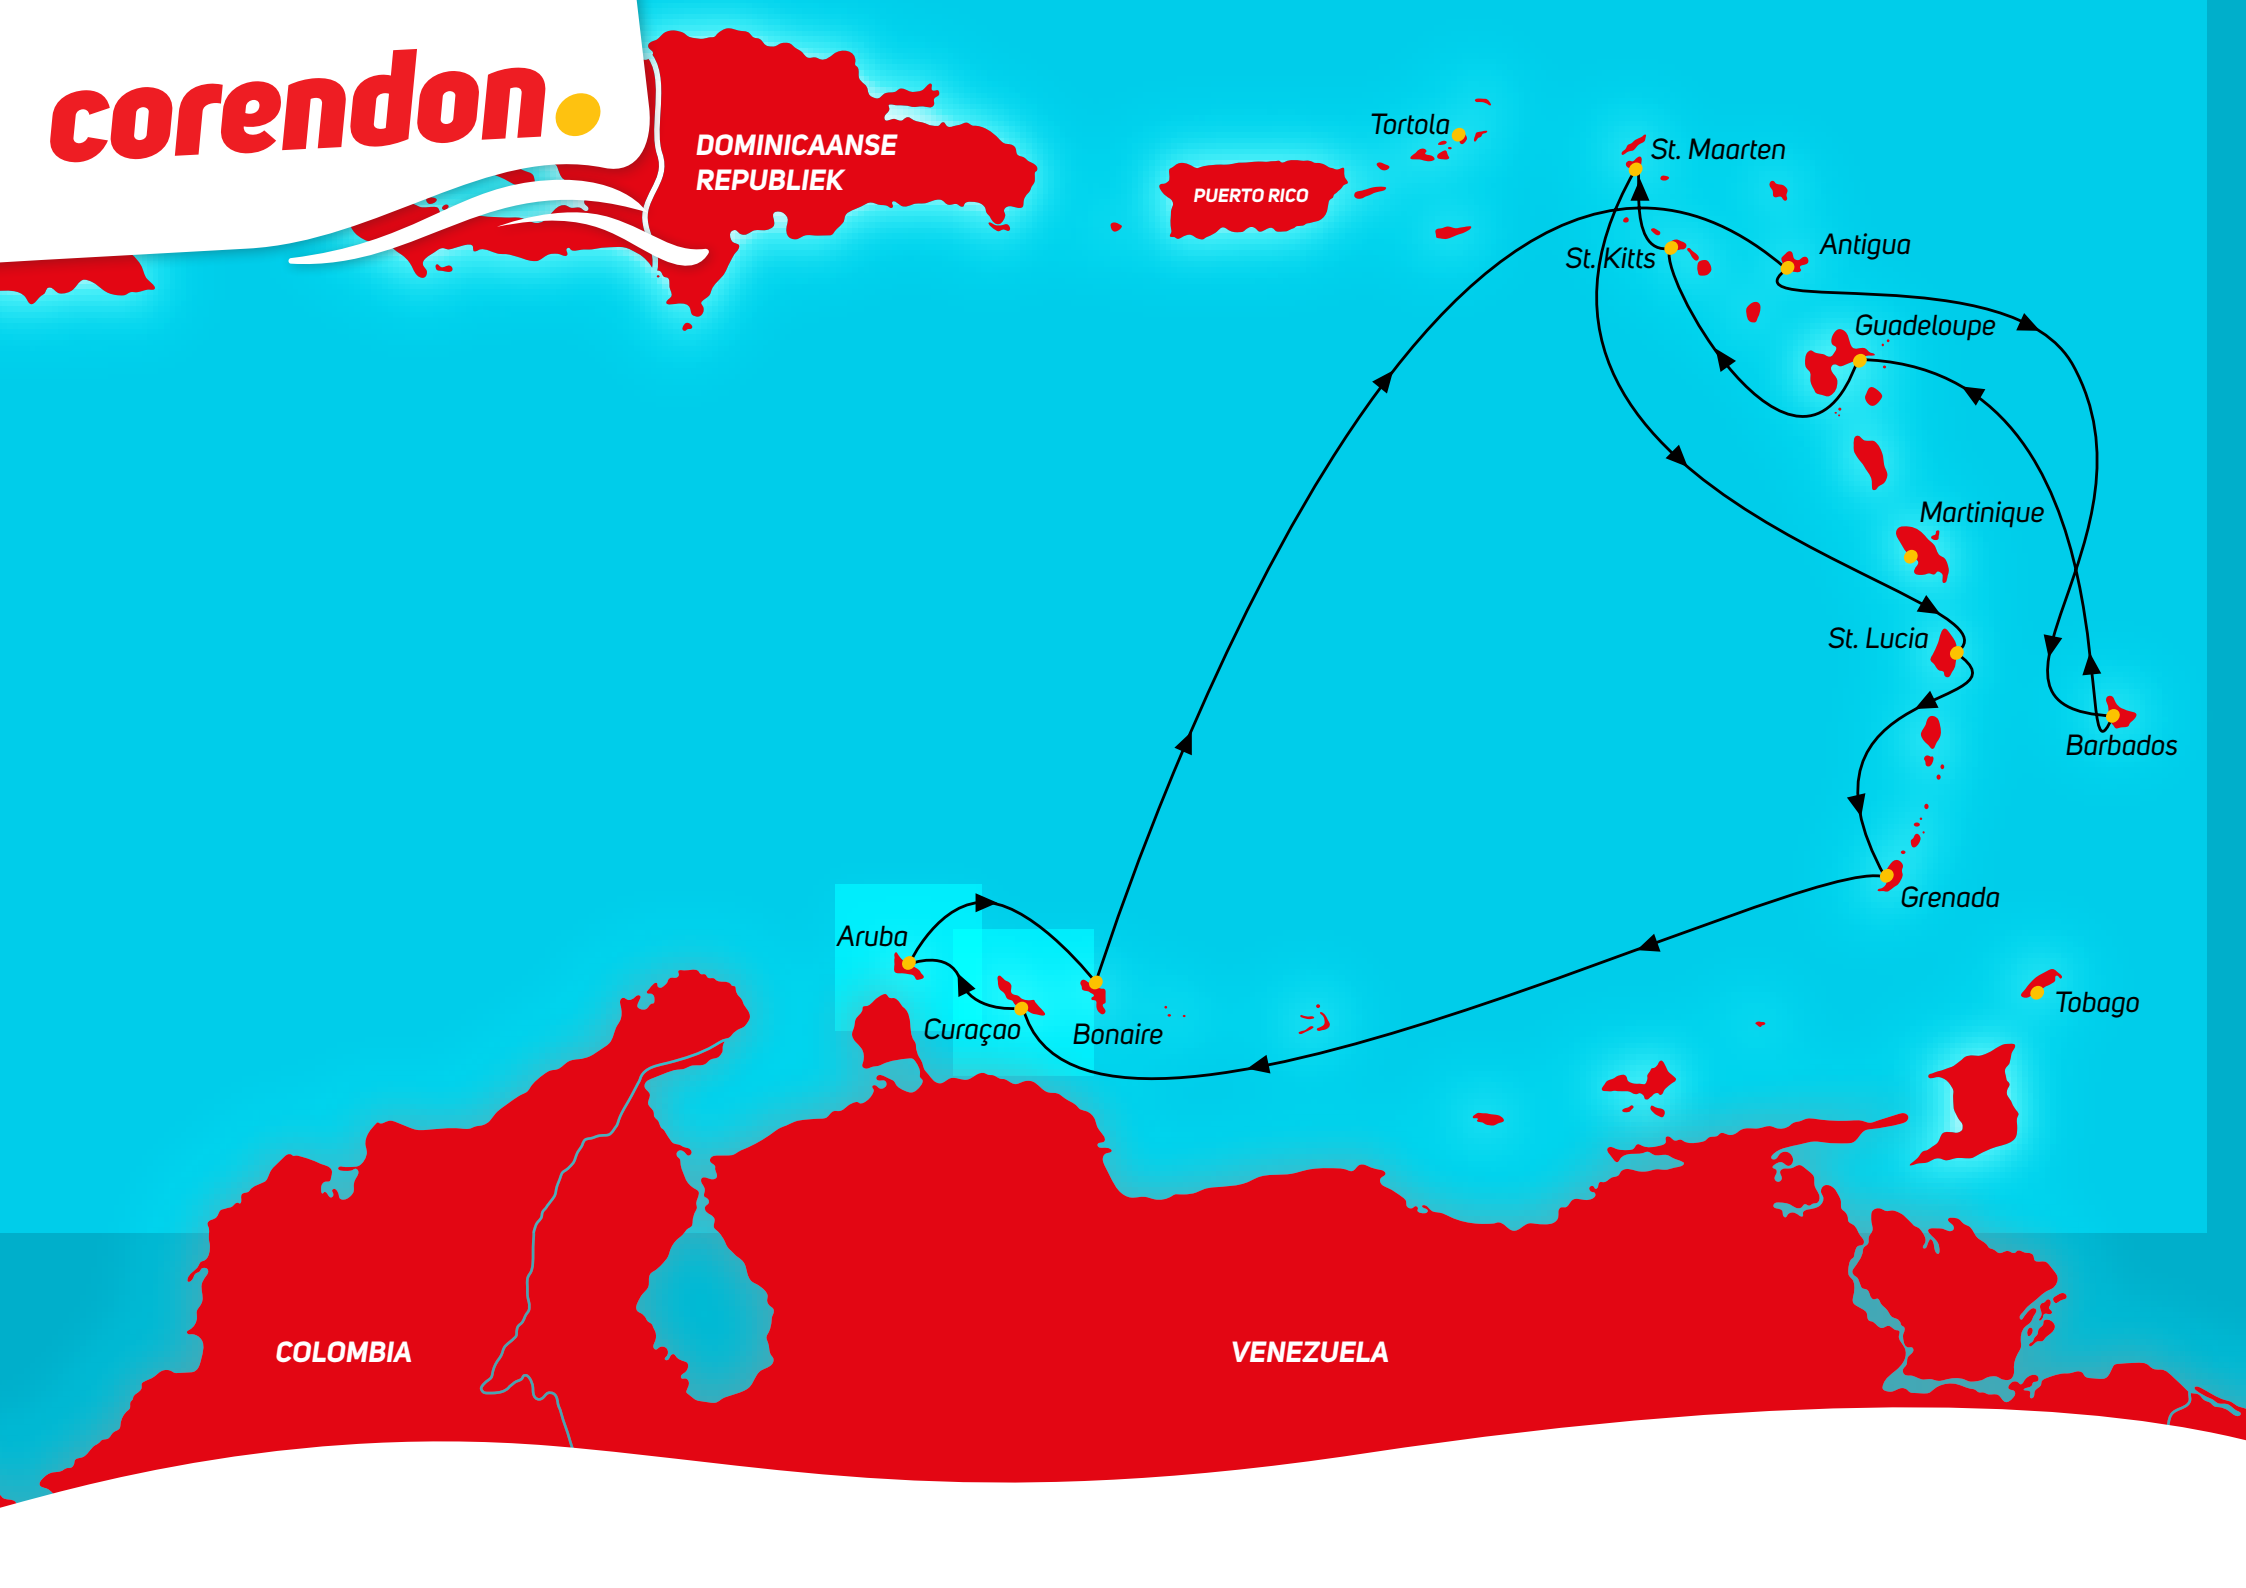 corendon
DOMINICAANSE
REPUBLIEK
PUERTO RICO
Tortola
St. Maarten
St. Kitts
Antigua
Guadeloupe
Martinique
St. Lucia
Barbados
Grenada
Aruba
Curaçao
Bonaire
Tobago
COLOMBIA
VENEZUELA